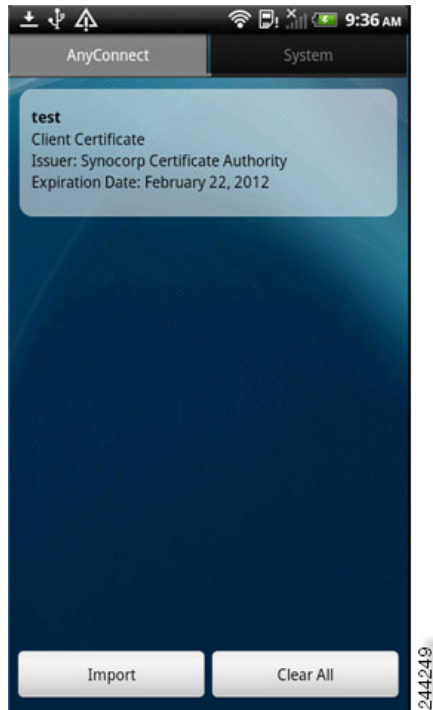 9:36 AM
AnyConnect
System
test
Client Certificate
Issuer: Synocorp Certificate Authority
Expiration Date: February 22, 2012
Import
Clear All
244249